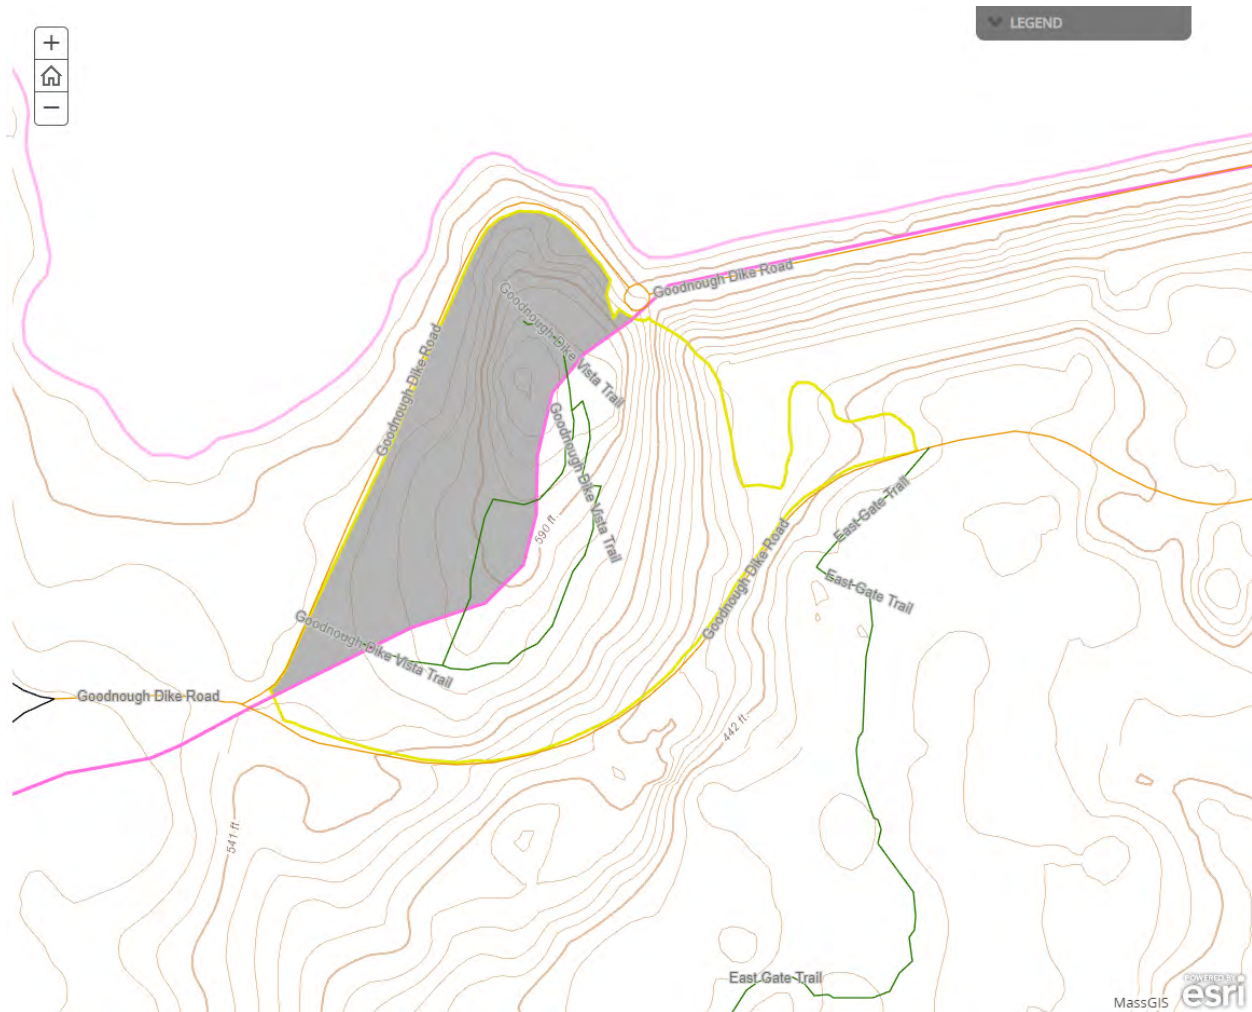 +
LEGEND
−
Goodnough Dike Road
Goodnough Dike Vista Trail
Goodnough Dike Road
Goodnough Dike Vista Trail
590 ft.
East Gate Trail
Goodnough Dike Road
East Gate Trail
Goodnough Dike Vista Trail
Goodnough Dike Road
442 ft.
541 ft.
East Gate Trail
POWERED BY
esri
MassGIS